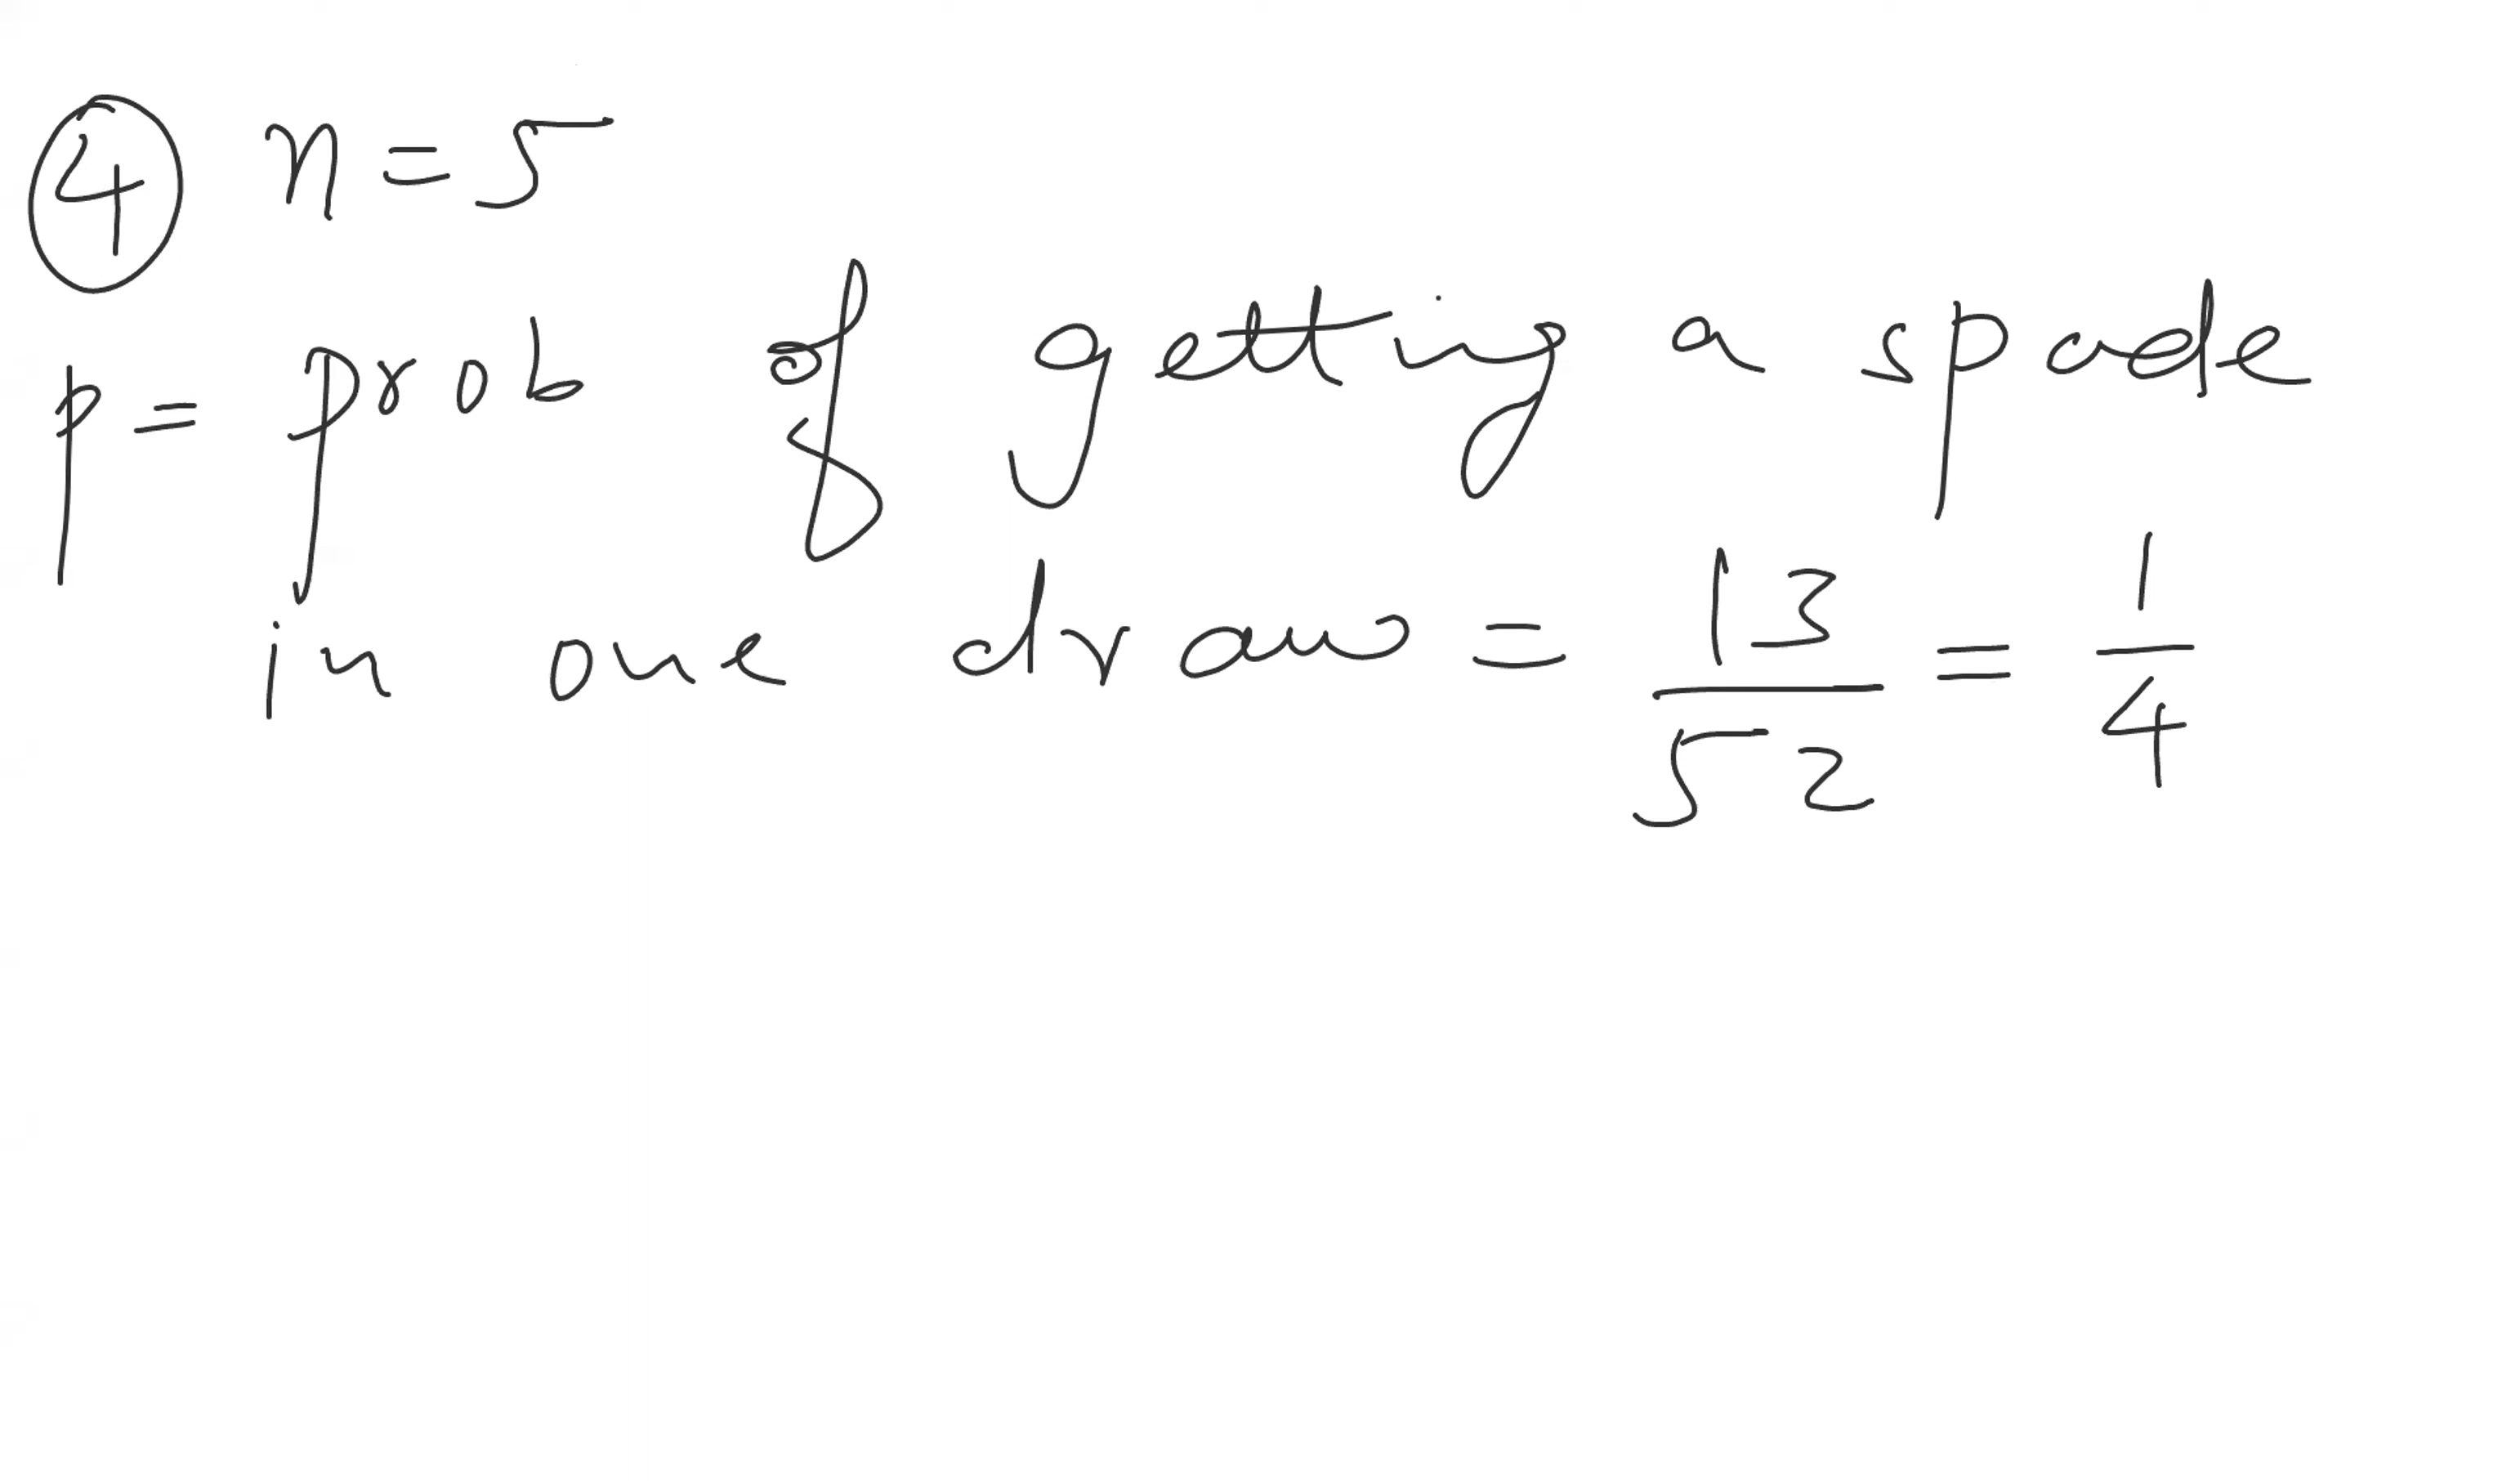 ④ n = 5
p = prob of getting a spade
in one draw = 13/52 = 1/4